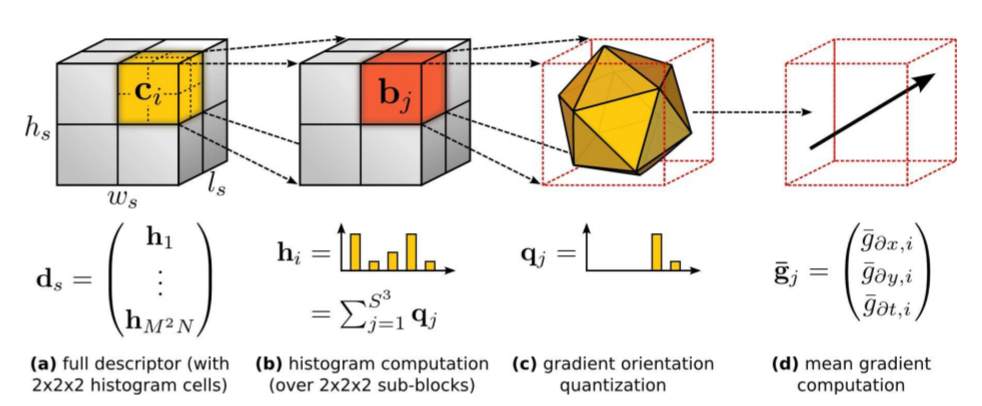 c_i
b_j
h_s
w_s
l_s
d_s = ( h_1 ⋮ h_{M^2N} )
h_i =
= ∑_{j=1}^{S^3} q_j
q_j =
ḡ_j = ( ḡ_{∂x,i} ḡ_{∂y,i} ḡ_{∂t,i} )
(a) full descriptor (with
2x2x2 histogram cells)
(b) histogram computation
(over 2x2x2 sub-blocks)
(c) gradient orientation
quantization
(d) mean gradient
computation